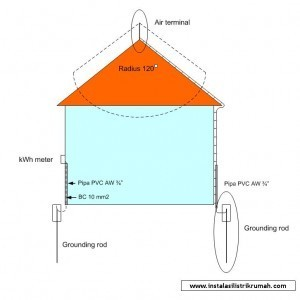 Air terminal
Radius 120°
kWh meter
Pipa PVC AW ¾"
Pipa PVC AW ¾"
BC 10 mm2
Grounding rod
Grounding rod
www.instalasilistrikrumah.com